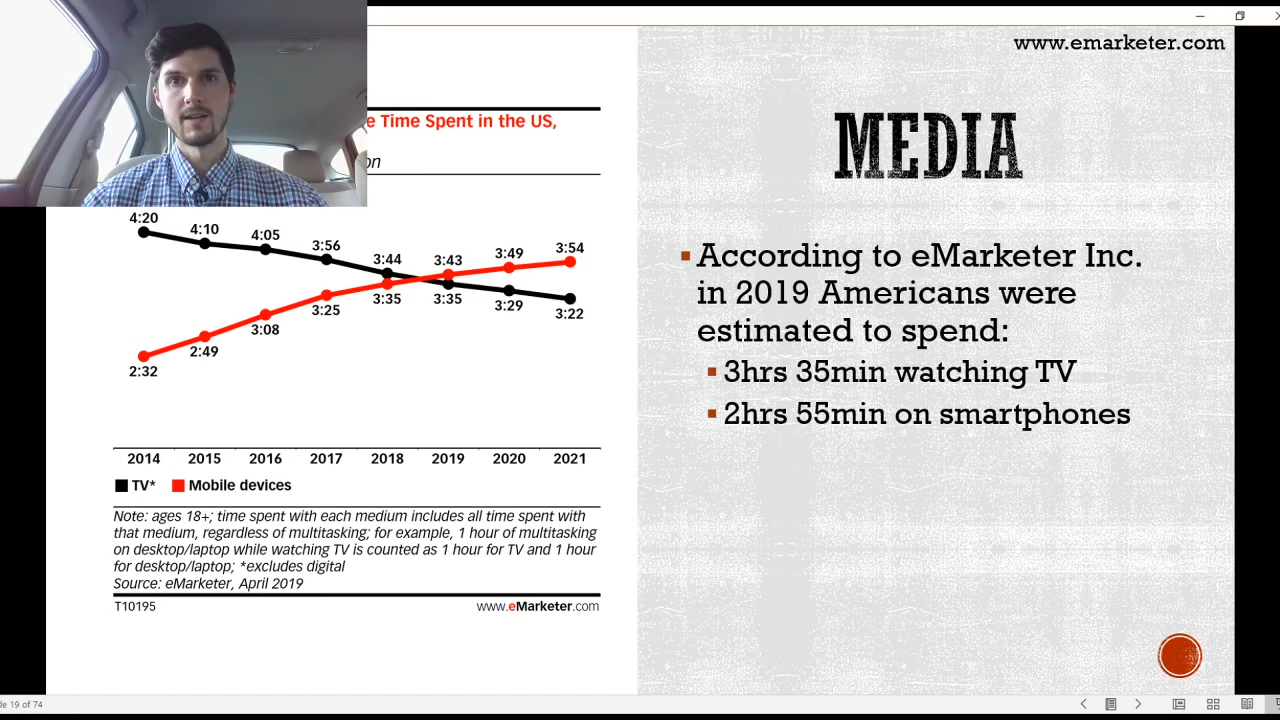 www.emarketer.com
e Time Spent in the US,
on
4:20
4:10
4:05
3:56
3:44
3:43
3:49
3:54
2:32
2:49
3:08
3:25
3:35
3:35
3:29
3:22
2014 2015 2016 2017 2018 2019 2020 2021
TV* Mobile devices
Note: ages 18+; time spent with each medium includes all time spent with
that medium, regardless of multitasking; for example, 1 hour of multitasking
on desktop/laptop while watching TV is counted as 1 hour for TV and 1 hour
for desktop/laptop; *excludes digital
Source: eMarketer, April 2019
T10195 www.eMarketer.com
MEDIA
According to eMarketer Inc.
in 2019 Americans were
estimated to spend:
3hrs 35min watching TV
2hrs 55min on smartphones
de 19 of 74